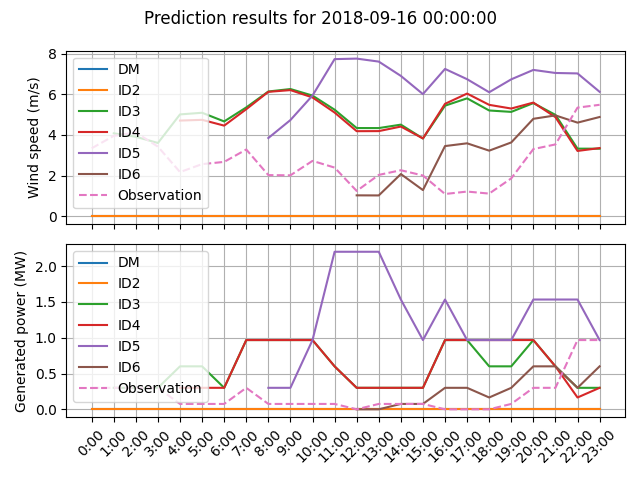 Prediction results for 2018-09-16 00:00:00
Wind speed (m/s)
8
6
4
2
0
DM
ID2
ID3
ID4
ID5
ID6
Observation
Generated power (MW)
2.0
1.5
1.0
0.5
0.0
DM
ID2
ID3
ID4
ID5
ID6
Observation
0:00
1:00
2:00
3:00
4:00
5:00
6:00
7:00
8:00
9:00
10:00
11:00
12:00
13:00
14:00
15:00
16:00
17:00
18:00
19:00
20:00
21:00
22:00
23:00